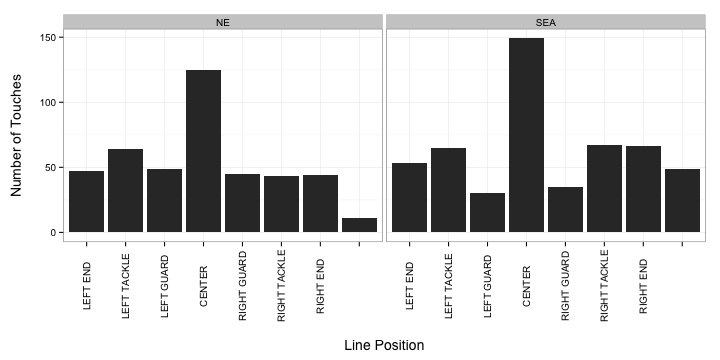 NE
SEA
Number of Touches
150
100
50
0
LEFT END
LEFT TACKLE
LEFT GUARD
CENTER
RIGHT GUARD
RIGHT TACKLE
RIGHT END
LEFT END
LEFT TACKLE
LEFT GUARD
CENTER
RIGHT GUARD
RIGHT TACKLE
RIGHT END
Line Position